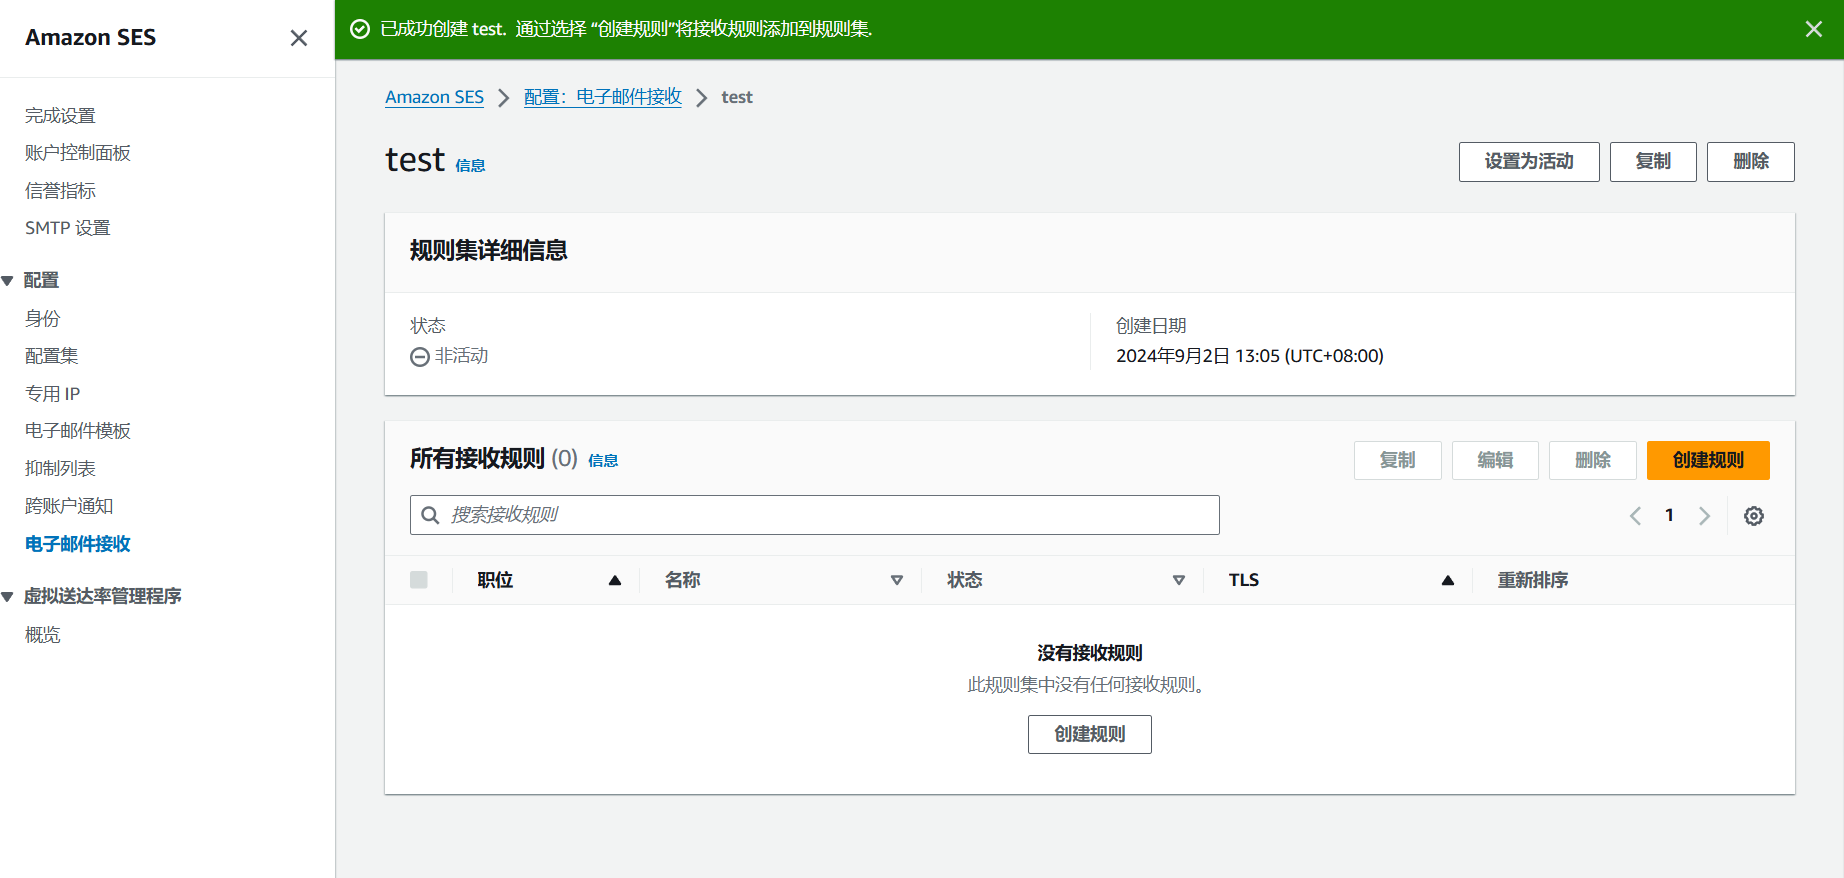 Amazon SES
完成设置
账户控制面板
信誉指标
SMTP 设置
配置
身份
配置集
专用 IP
电子邮件模板
抑制列表
跨账户通知
电子邮件接收
虚拟送达率管理程序
概览
已成功创建 test. 通过选择 “创建规则”将接收规则添加到规则集.
Amazon SES 配置：电子邮件接收 test
test 信息
设置为活动 复制 删除
规则集详细信息
状态
非活动
创建日期
2024年9月2日 13:05 (UTC+08:00)
所有接收规则 (0) 信息
复制 编辑 删除 创建规则
搜索接收规则
1
职位 名称 状态 TLS 重新排序
没有接收规则
此规则集中没有任何接收规则。
创建规则